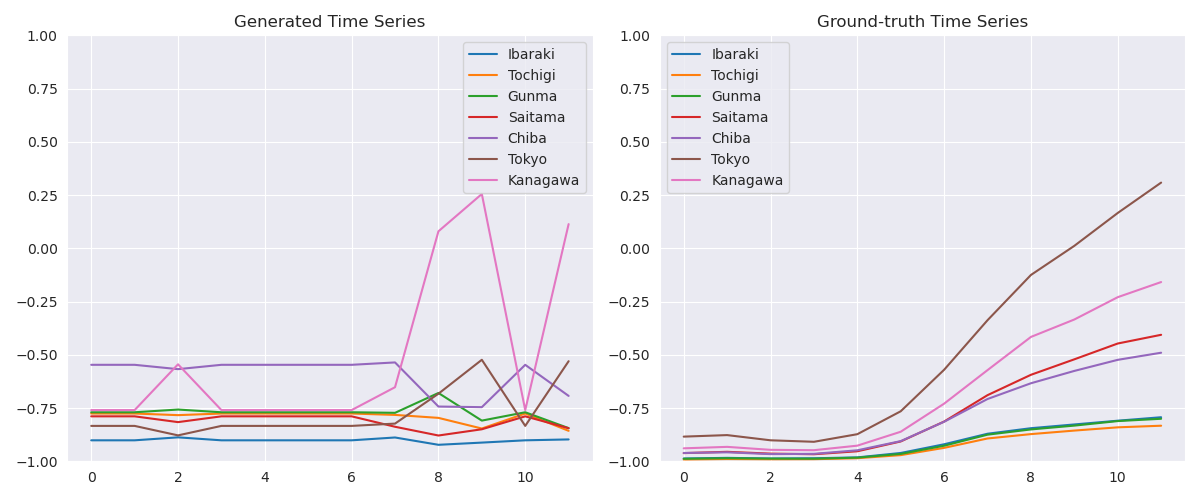 Generated Time Series
1.00
0.75
0.50
0.25
0.00
−0.25
−0.50
−0.75
−1.00
0 2 4 6 8 10
Ibaraki
Tochigi
Gunma
Saitama
Chiba
Tokyo
Kanagawa
Ground-truth Time Series
1.00
0.75
0.50
0.25
0.00
−0.25
−0.50
−0.75
−1.00
0 2 4 6 8 10
Ibaraki
Tochigi
Gunma
Saitama
Chiba
Tokyo
Kanagawa